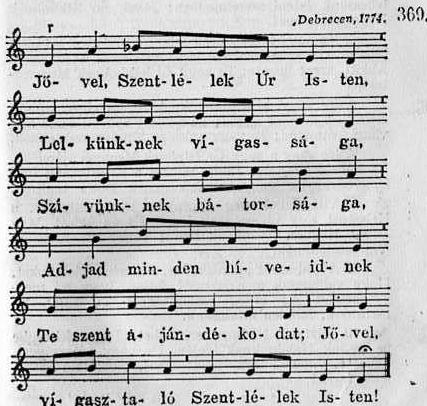 Debrecen, 1774. 369.
r
Jö- vel, Szent-lé- lek Úr Is- ten,
Lel- künk-nek ví- gas- sá- ga,
Szí- vünk- nek bá- tor- sá- ga,
Ad- jad min- den hí- ve- id- nek
Te szent a- ján- dé- ko- dat; Jö- vel,
ví- gasz- ta- ló Szent-lé- lek Is- ten!